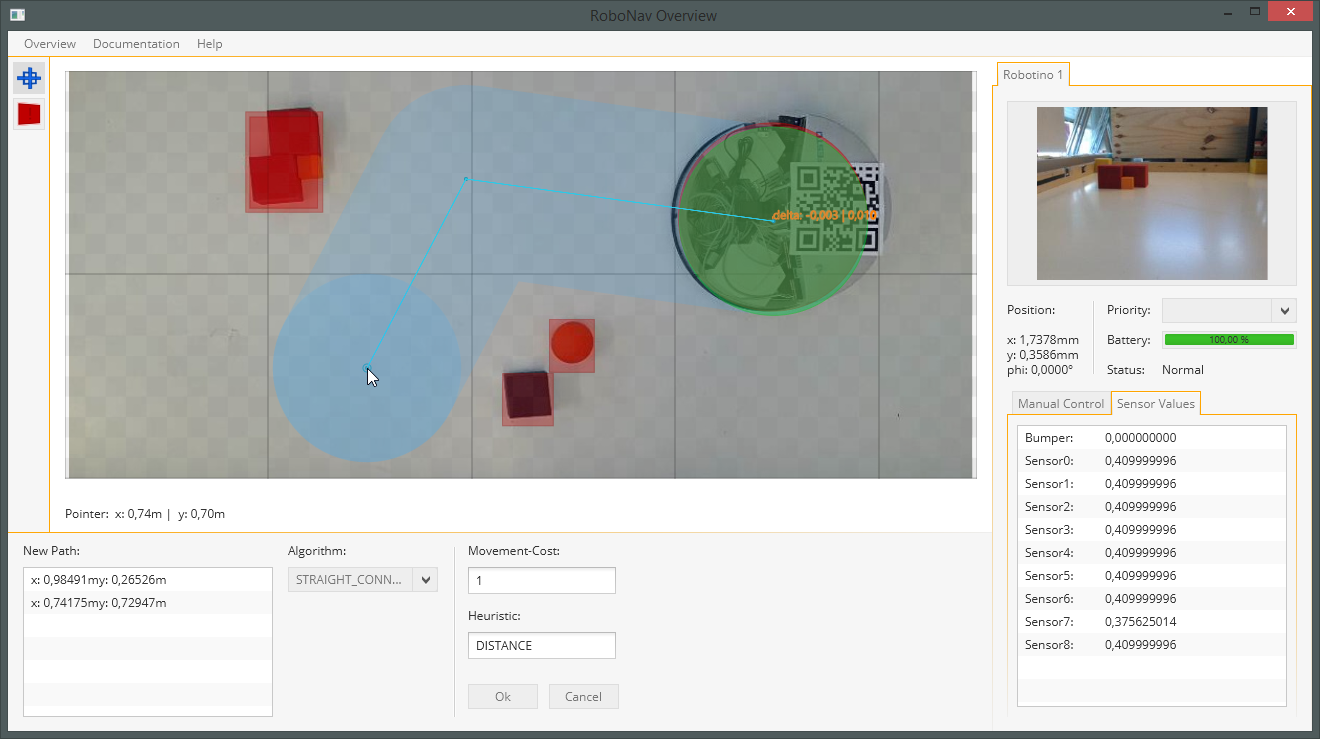 RoboNav Overview
Overview Documentation Help
Robotino 1
delta: -0,003 | 0,010
Pointer: x: 0,74m | y: 0,70m
Position:
x: 1,7378mm
y: 0,3586mm
phi: 0,0000°
Priority:
Battery: 100,00 %
Status: Normal
Manual Control Sensor Values
Bumper: 0,000000000
Sensor0: 0,409999996
Sensor1: 0,409999996
Sensor2: 0,409999996
Sensor3: 0,409999996
Sensor4: 0,409999996
Sensor5: 0,409999996
Sensor6: 0,409999996
Sensor7: 0,375625014
Sensor8: 0,409999996
New Path:
x: 0,98491my: 0,26526m
x: 0,74175my: 0,72947m
Algorithm:
STRAIGHT_CONN...
Movement-Cost:
1
Heuristic:
DISTANCE
Ok Cancel